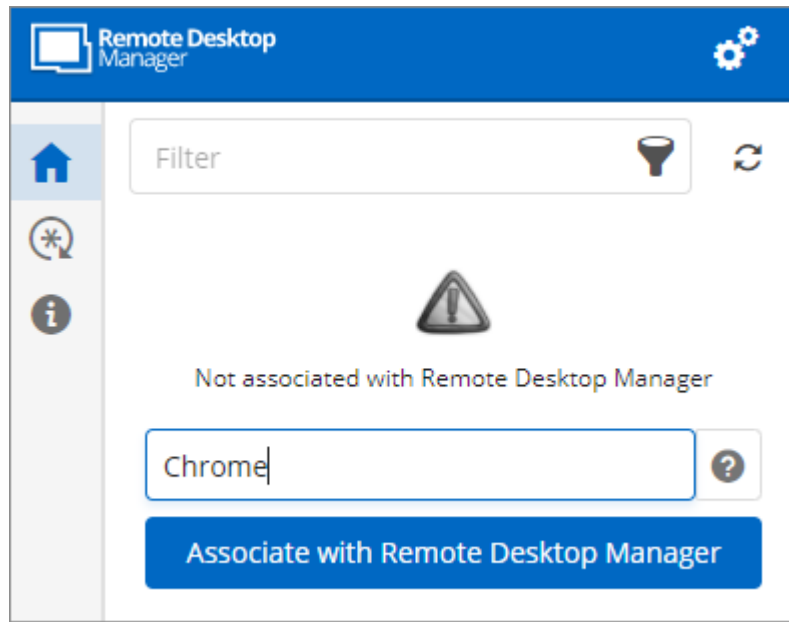 Remote Desktop
Manager
Filter
Not associated with Remote Desktop Manager
Chrome
Associate with Remote Desktop Manager